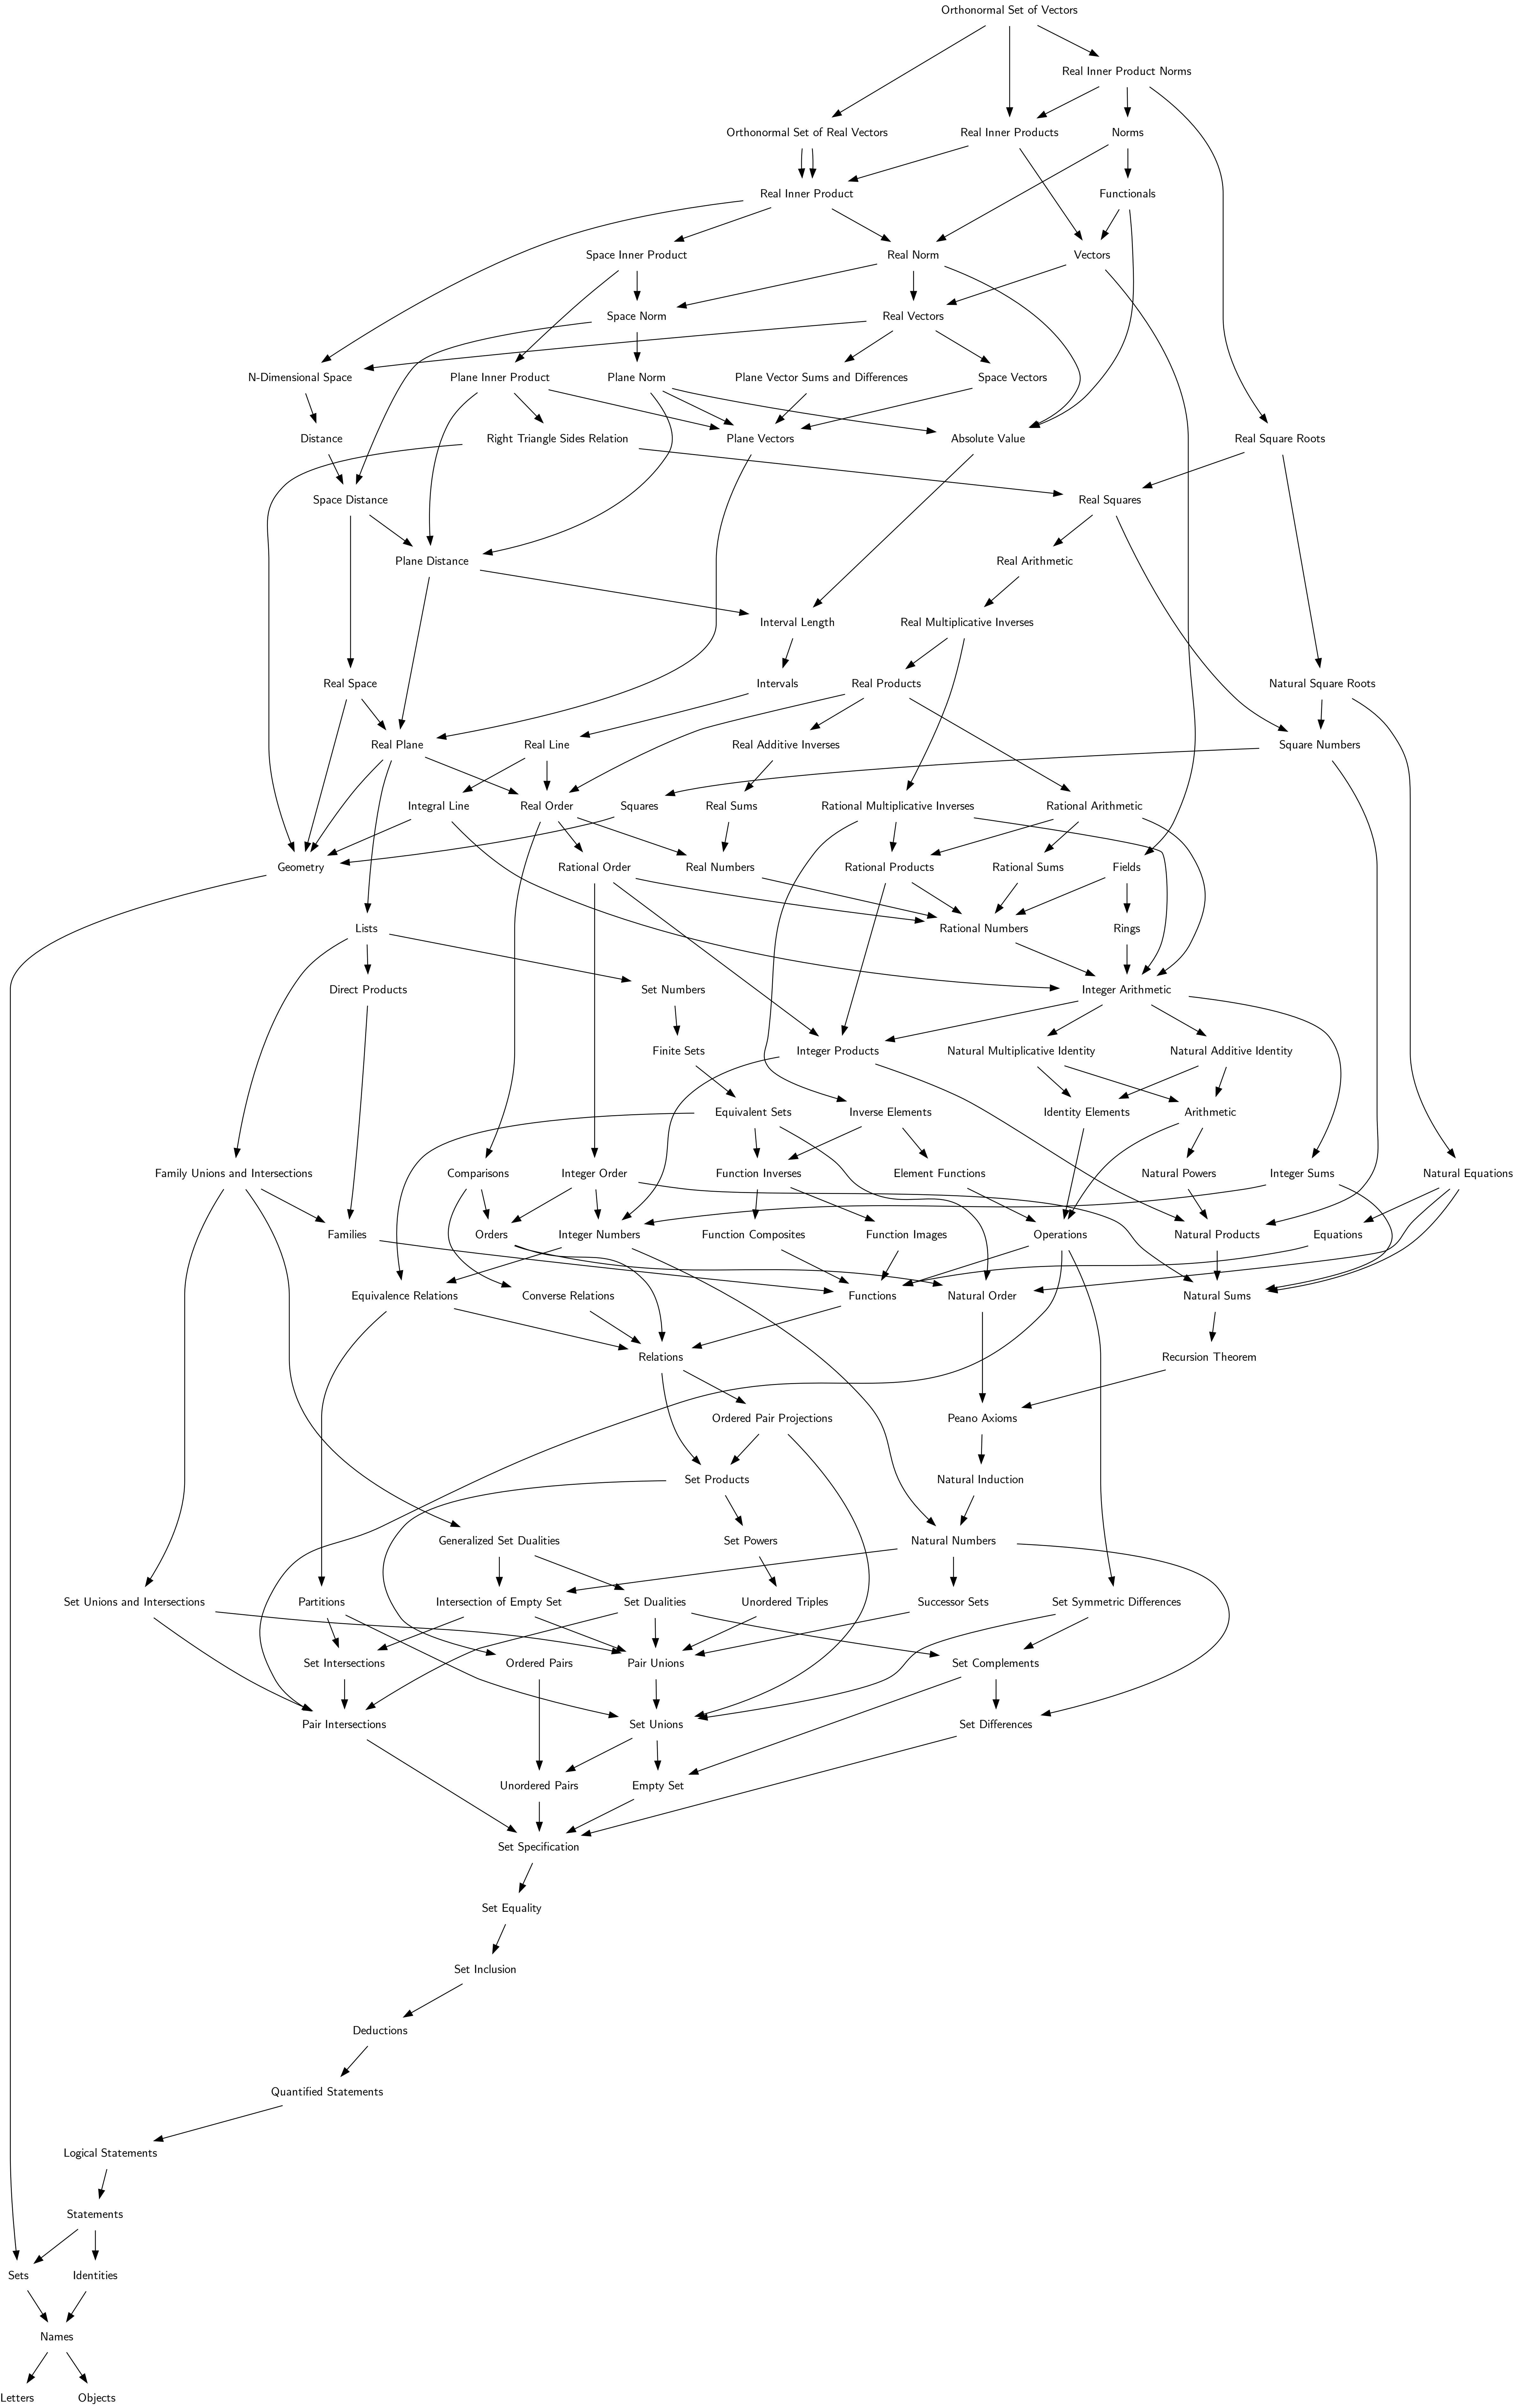 Orthonormal Set of Vectors
Real Inner Product Norms
Orthonormal Set of Real Vectors
Real Inner Products
Norms
Real Inner Product
Functionals
Space Inner Product
Real Norm
Vectors
Space Norm
Real Vectors
N-Dimensional Space
Plane Inner Product
Plane Norm
Plane Vector Sums and Differences
Space Vectors
Distance
Right Triangle Sides Relation
Plane Vectors
Absolute Value
Real Square Roots
Space Distance
Real Squares
Plane Distance
Real Arithmetic
Interval Length
Real Multiplicative Inverses
Real Space
Intervals
Real Products
Natural Square Roots
Real Plane
Real Line
Real Additive Inverses
Square Numbers
Integral Line
Real Order
Squares
Real Sums
Rational Multiplicative Inverses
Rational Arithmetic
Geometry
Rational Order
Real Numbers
Rational Products
Rational Sums
Fields
Lists
Rational Numbers
Rings
Direct Products
Set Numbers
Integer Arithmetic
Finite Sets
Integer Products
Natural Multiplicative Identity
Natural Additive Identity
Equivalent Sets
Inverse Elements
Identity Elements
Arithmetic
Family Unions and Intersections
Comparisons
Integer Order
Function Inverses
Element Functions
Natural Powers
Integer Sums
Natural Equations
Families
Orders
Integer Numbers
Function Composites
Function Images
Operations
Natural Products
Equations
Equivalence Relations
Converse Relations
Functions
Natural Order
Natural Sums
Relations
Recursion Theorem
Ordered Pair Projections
Peano Axioms
Set Products
Natural Induction
Generalized Set Dualities
Set Powers
Natural Numbers
Set Unions and Intersections
Partitions
Intersection of Empty Set
Set Dualities
Unordered Triples
Successor Sets
Set Symmetric Differences
Set Intersections
Ordered Pairs
Pair Unions
Set Complements
Pair Intersections
Set Unions
Set Differences
Unordered Pairs
Empty Set
Set Specification
Set Equality
Set Inclusion
Deductions
Quantified Statements
Logical Statements
Statements
Sets
Identities
Names
Letters
Objects